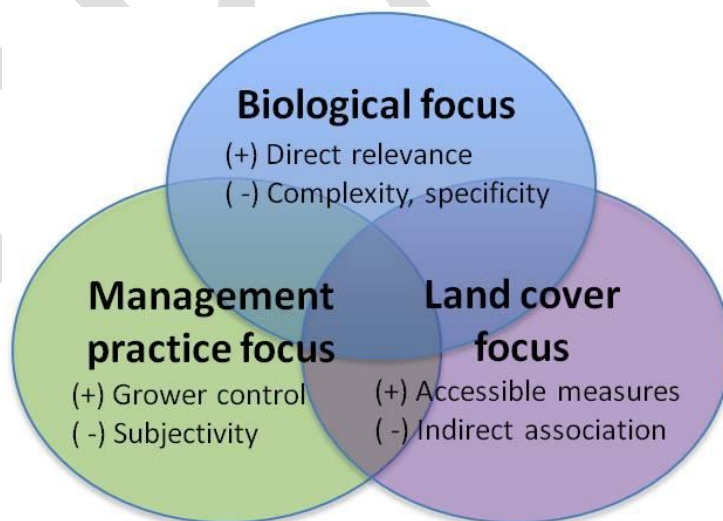 Biological focus
(+) Direct relevance
( -) Complexity, specificity
Management
practice focus
(+) Grower control
( -) Subjectivity
Land cover
focus
(+) Accessible measures
( -) Indirect association